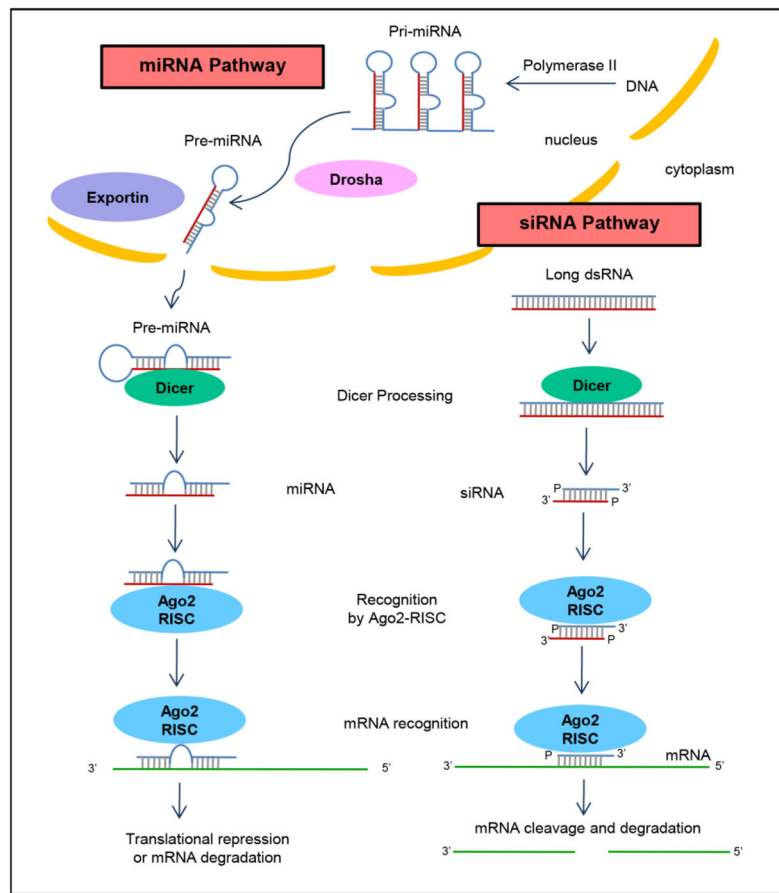 Pri-miRNA
miRNA Pathway
Polymerase II
DNA
Pre-miRNA
nucleus
cytoplasm
Exportin
Drosha
siRNA Pathway
Long dsRNA
Pre-miRNA
Dicer
Dicer
Dicer Processing
miRNA
siRNA
P
3’
3’
P
Ago2
RISC
Recognition
by Ago2-RISC
Ago2
RISC
P
3’
3’
P
Ago2
RISC
mRNA recognition
Ago2
RISC
P
3’
mRNA
3’
5’
3’
5’
Translational repression
or mRNA degradation
mRNA cleavage and degradation
3’
5’